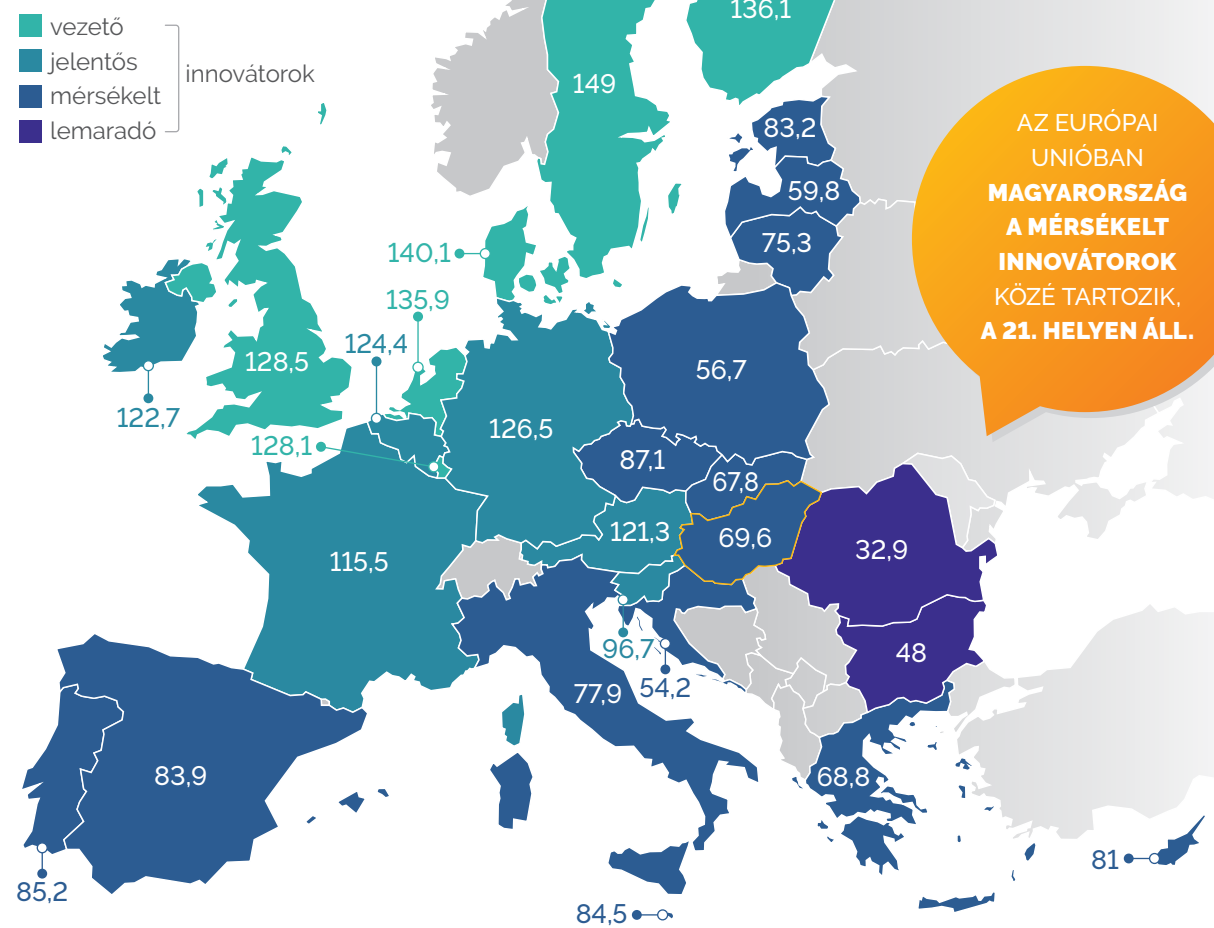 vezető
jelentős
mérsékelt
lemaradó
innovátorok
136,1
149
83,2
59,8
75,3
140,1
135,9
124,4
128,5
122,7
128,1
126,5
56,7
87,1
67,8
121,3
69,6
115,5
32,9
96,7
48
54,2
77,9
83,9
68,8
85,2
84,5
81
AZ EURÓPAI
UNIÓBAN
MAGYARORSZÁG
A MÉRSÉKELT
INNOVÁTOROK
KÖZÉ TARTOZIK,
A 21. HELYEN ÁLL.